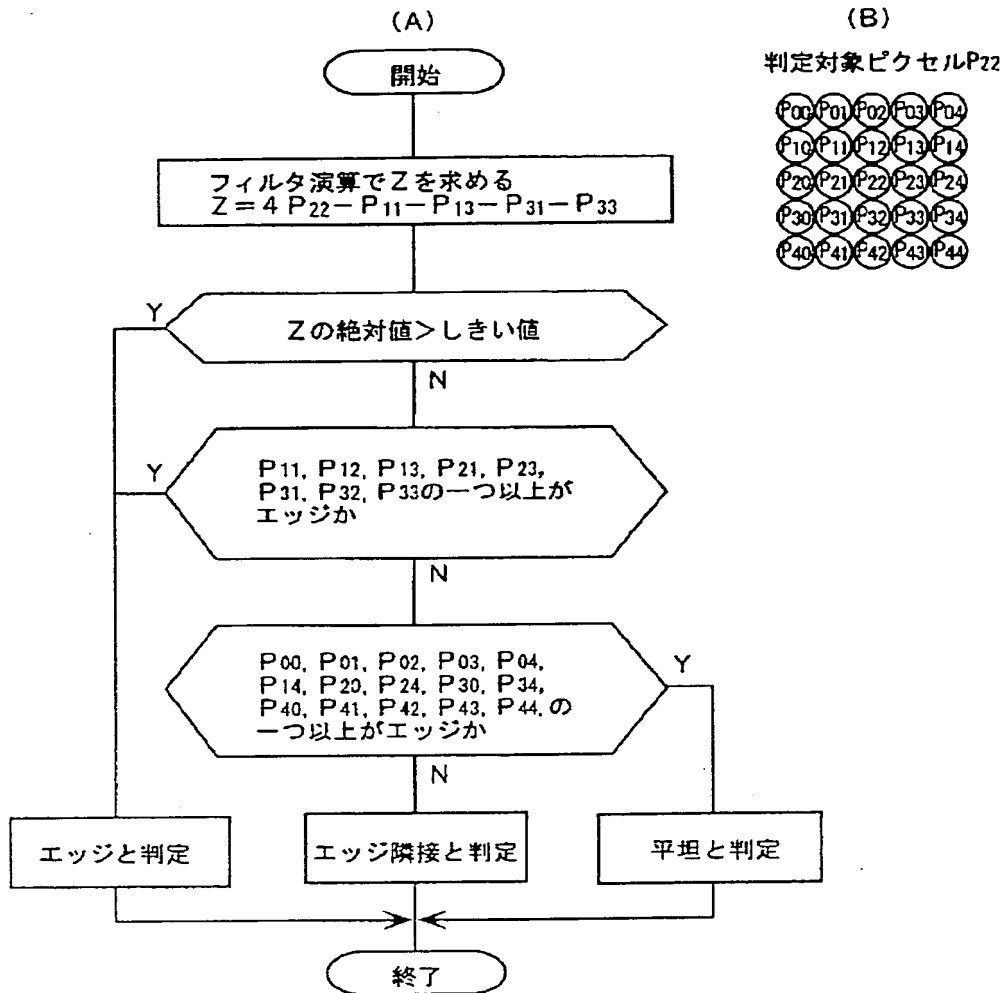 (A)
開始
フィルタ演算でZを求める
Z=4P22-P11-P13-P31-P33
Zの絶対値>しきい値
Y
N
P11, P12, P13, P21, P23,
P31, P32, P33の一つ以上が
エッジか
Y
N
P00, P01, P02, P03, P04,
P14, P20, P24, P30, P34,
P40, P41, P42, P43, P44, の
一つ以上がエッジか
Y
N
エッジと判定
エッジ隣接と判定
平坦と判定
終了
(B)
判定対象ピクセルP22
P00 P01 P02 P03 P04
P10 P11 P12 P13 P14
P20 P21 P22 P23 P24
P30 P31 P32 P33 P34
P40 P41 P42 P43 P44